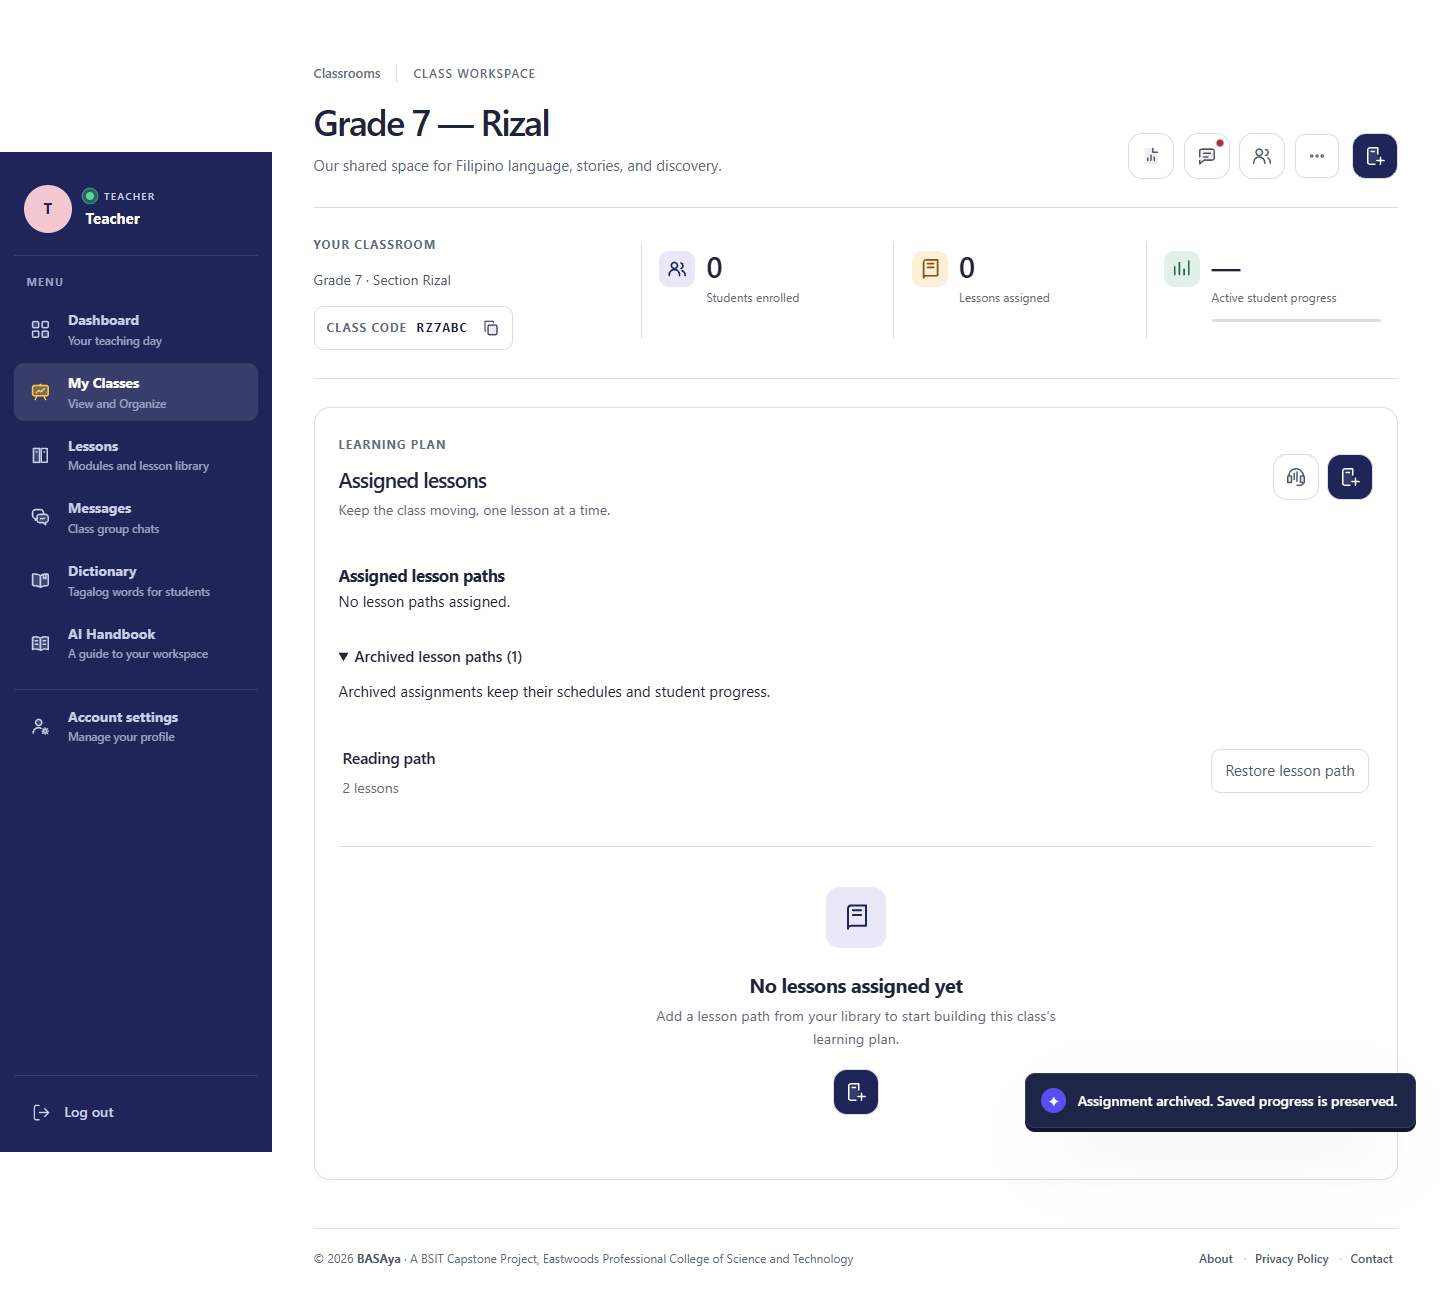 T
TEACHER
Teacher
MENU
Dashboard
Your teaching day
My Classes
View and Organize
Lessons
Modules and lesson library
Messages
Class group chats
Dictionary
Tagalog words for students
AI Handbook
A guide to your workspace
Account settings
Manage your profile
Log out
Classrooms
CLASS WORKSPACE
Grade 7 — Rizal
Our shared space for Filipino language, stories, and discovery.
YOUR CLASSROOM
Grade 7 · Section Rizal
CLASS CODE RZ7ABC
0
Students enrolled
0
Lessons assigned
—
Active student progress
LEARNING PLAN
Assigned lessons
Keep the class moving, one lesson at a time.
Assigned lesson paths
No lesson paths assigned.
▼ Archived lesson paths (1)
Archived assignments keep their schedules and student progress.
Reading path
2 lessons
Restore lesson path
No lessons assigned yet
Add a lesson path from your library to start building this class's
learning plan.
Assignment archived. Saved progress is preserved.
© 2026 BASAya · A BSIT Capstone Project, Eastwoods Professional College of Science and Technology
About · Privacy Policy · Contact